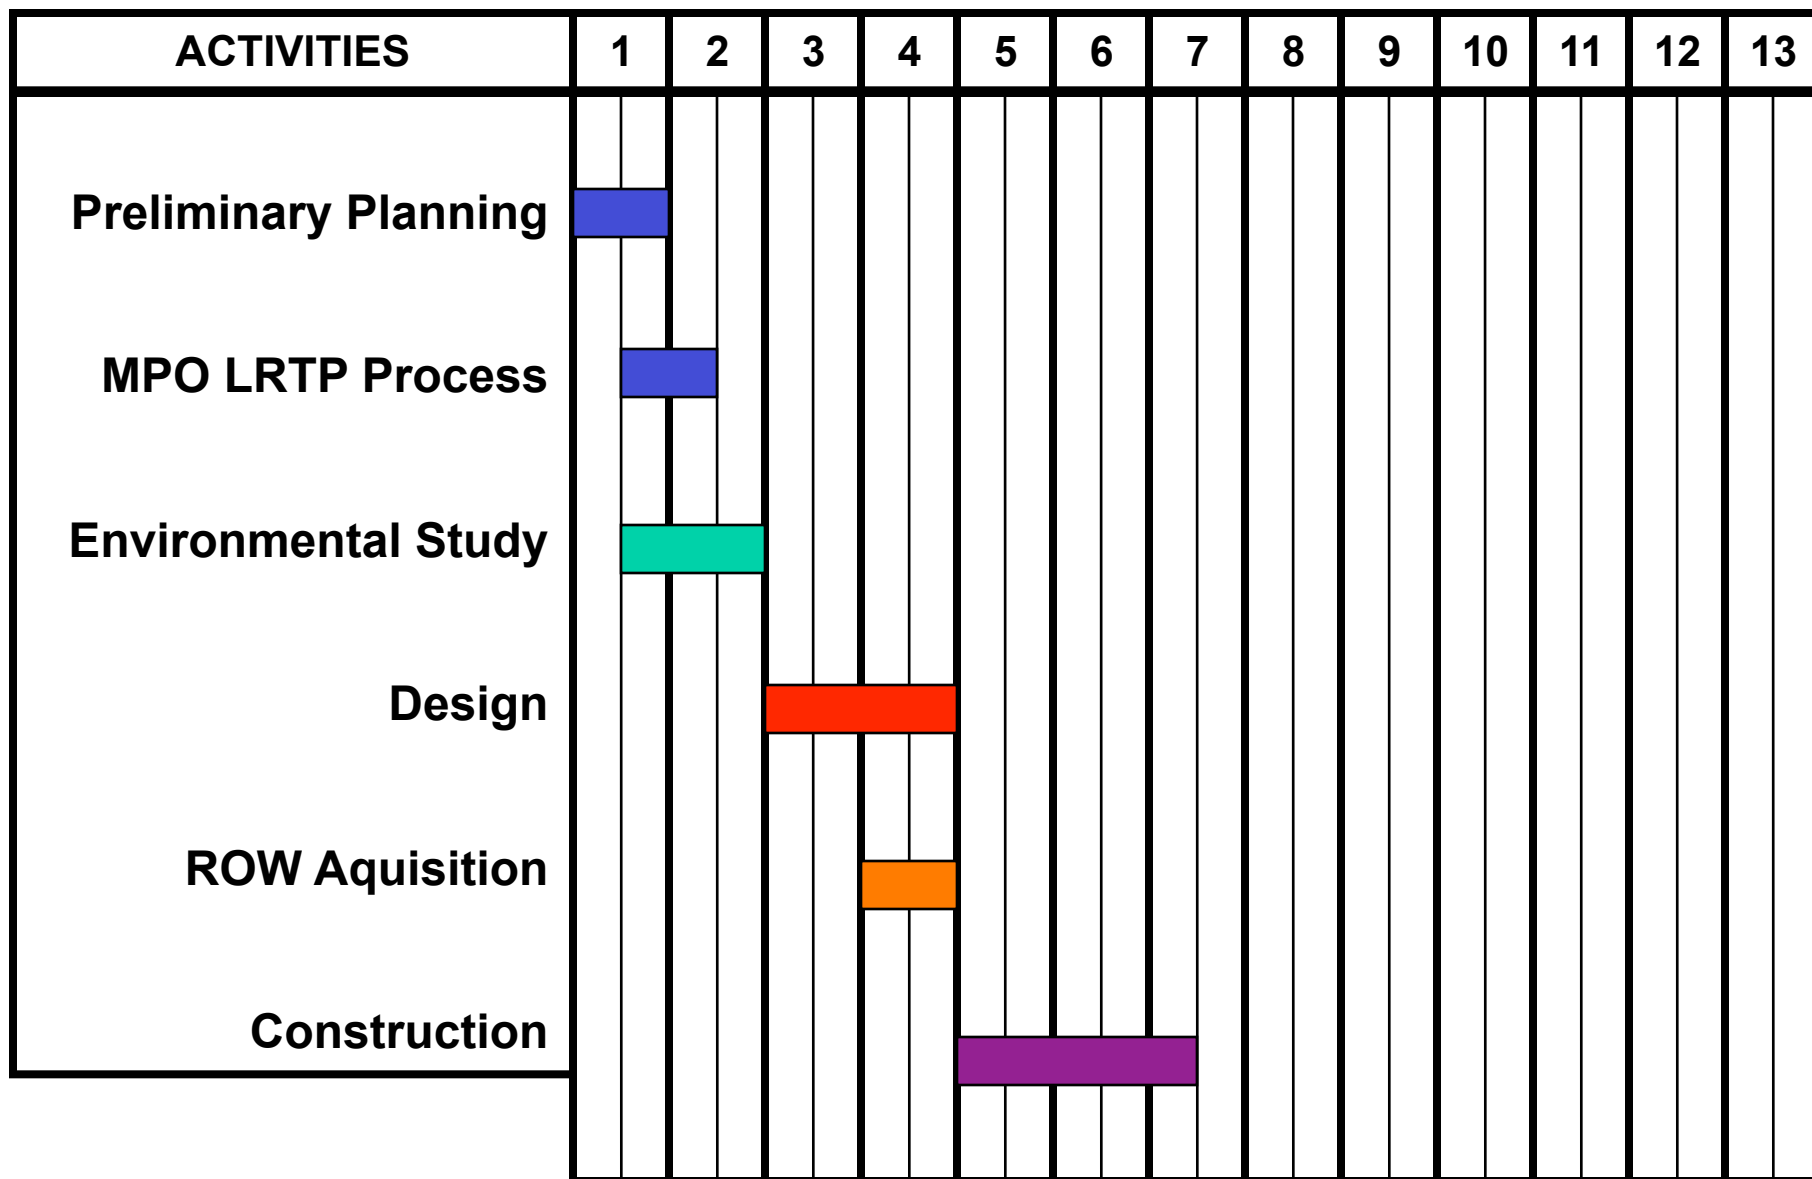 ACTIVITIES 1 2 3 4 5 6 7 8 9 10 11 12 13
Preliminary Planning
MPO LRTP Process
Environmental Study
Design
ROW Aquisition
Construction